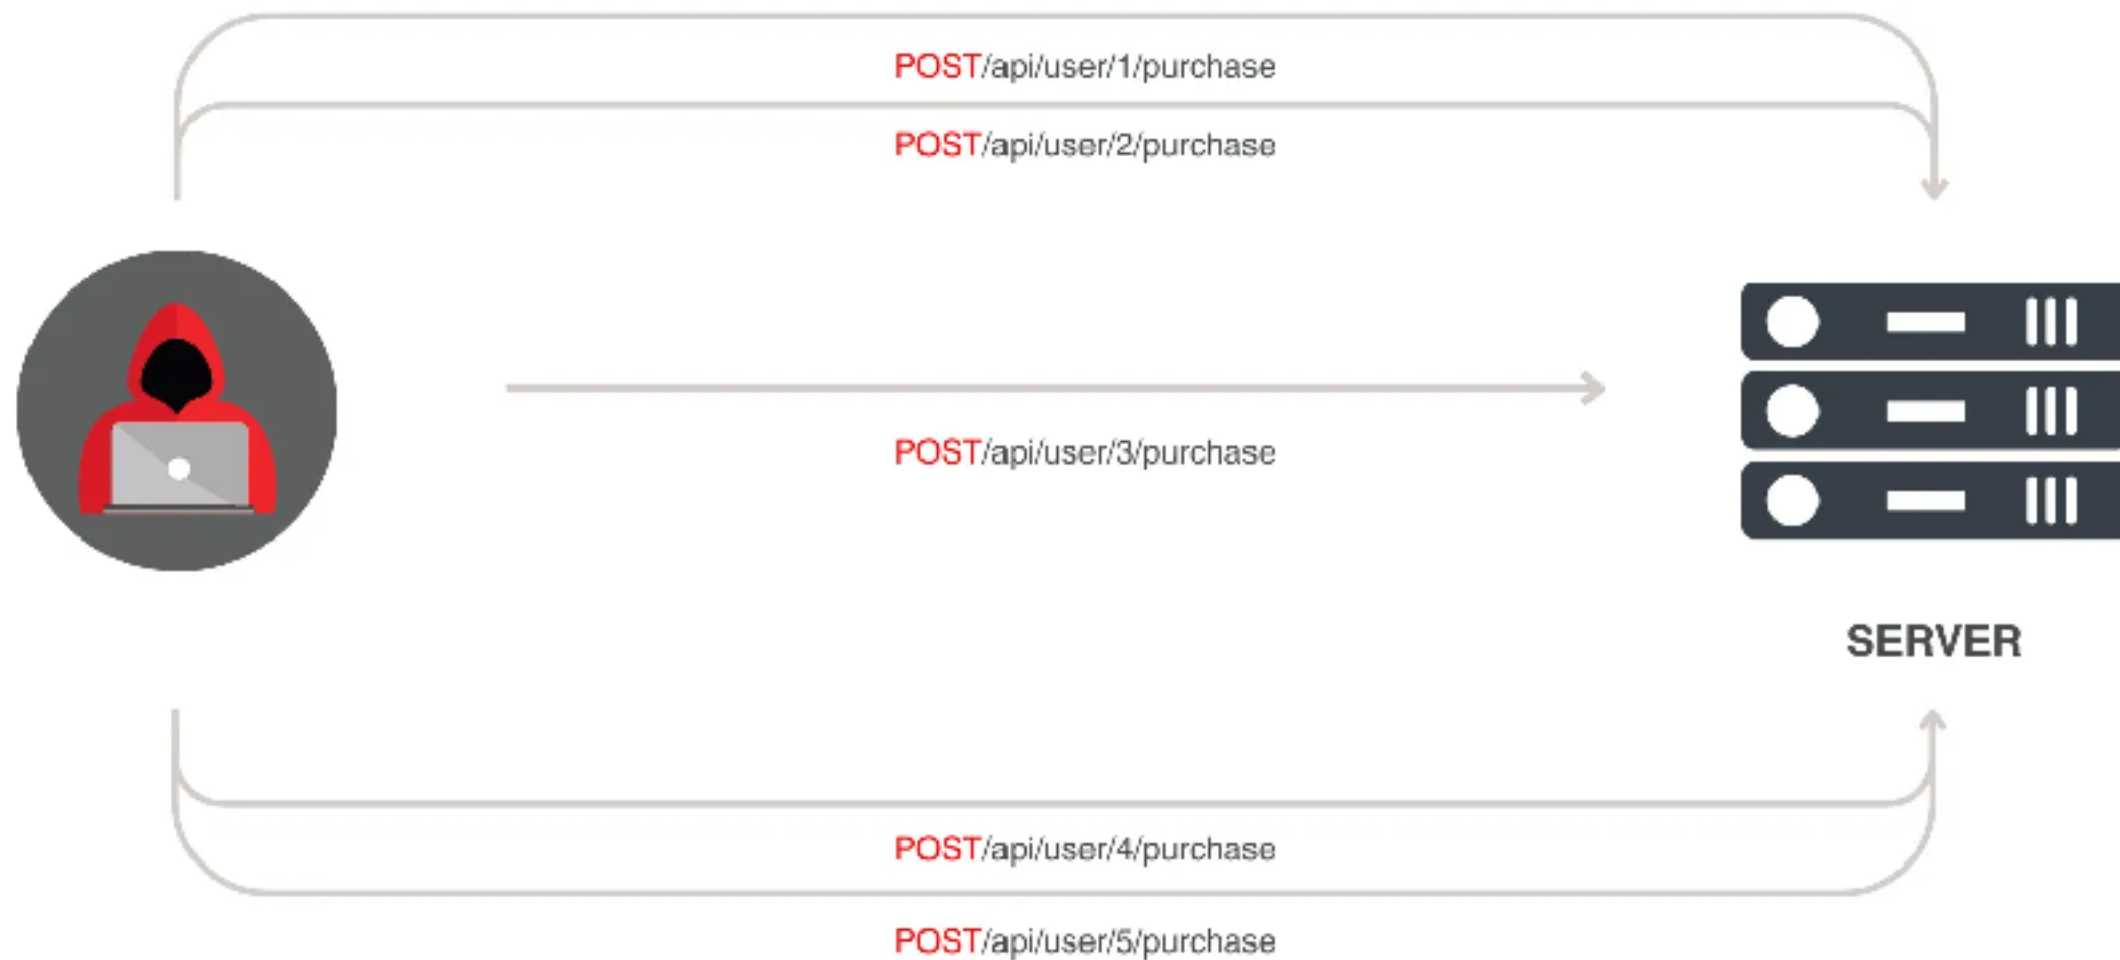 POST/api/user/1/purchase
POST/api/user/2/purchase
POST/api/user/3/purchase
SERVER
POST/api/user/4/purchase
POST/api/user/5/purchase